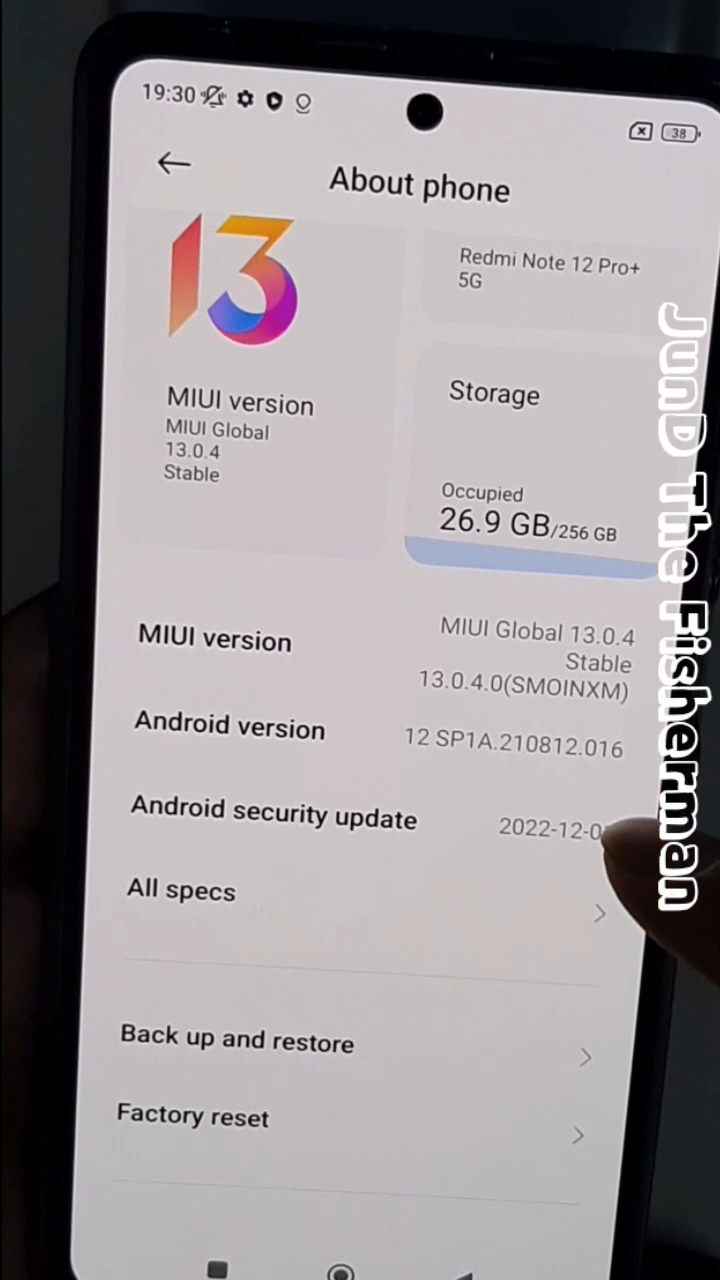 19:30
38
About phone
13
Redmi Note 12 Pro+
5G
MIUI version
MIUI Global
13.0.4
Stable
Storage
Occupied
26.9 GB/256 GB
MIUI version
MIUI Global 13.0.4
Stable
13.0.4.0(SMOINXM)
Android version
12 SP1A.210812.016
Android security update
2022-12-0
All specs
Back up and restore
Factory reset
JunD The Fisherman